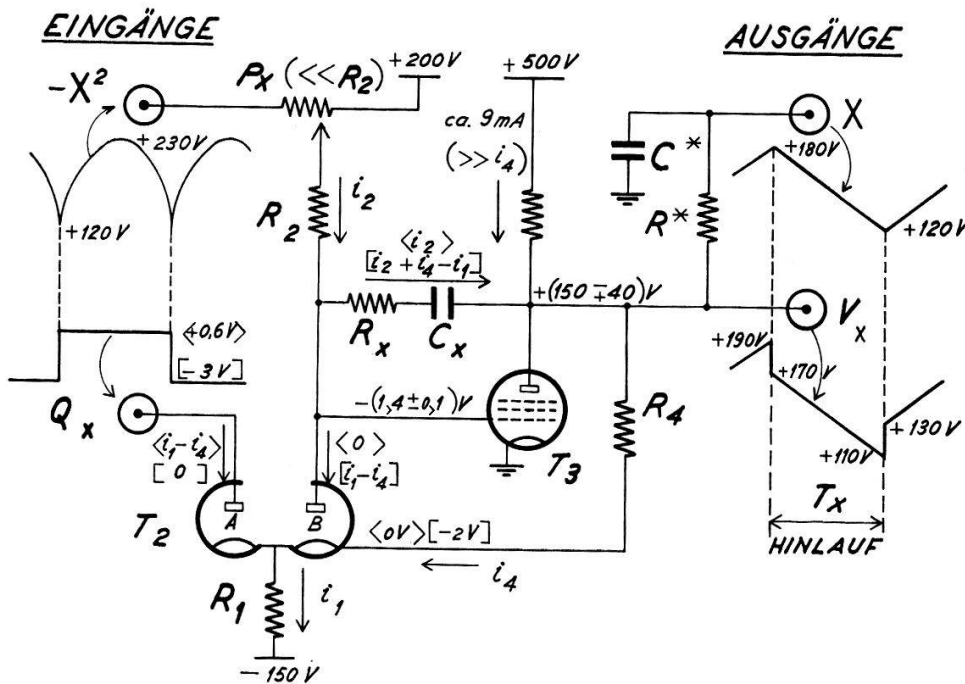 EINGÄNGE
AUSGÄNGE
-X²
Pₓ (<<R₂)
+200V
+500V
X
+230V
ca. 9mA
(>>i₄)
C*
+180V
R₂
i₂
R*
+120V
+120V
<i₂>
[i₂+i₄-i₁]
+(150∓40)V
Rₓ
Cₓ
Vₓ
<+0,6V>
[-3V]
+190V
+170V
Qₓ
-(1,4±0,1)V
R₄
+130V
<i₁-i₄>
[0]
<0>
[i₁-i₄]
T₃
+110V
A
B
T₂
<0V>[-2V]
Tₓ
HINLAUF
i₄
R₁
i₁
-150V